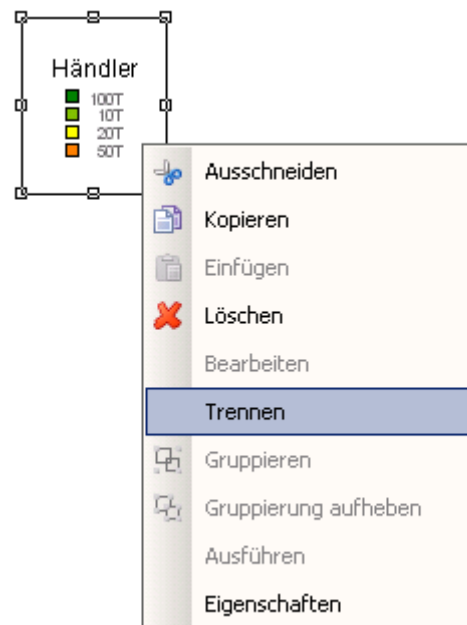 Händler
100T
10T
20T
50T
Ausschneiden
Kopieren
Einfügen
Löschen
Bearbeiten
Trennen
Gruppieren
Gruppierung aufheben
Ausführen
Eigenschaften